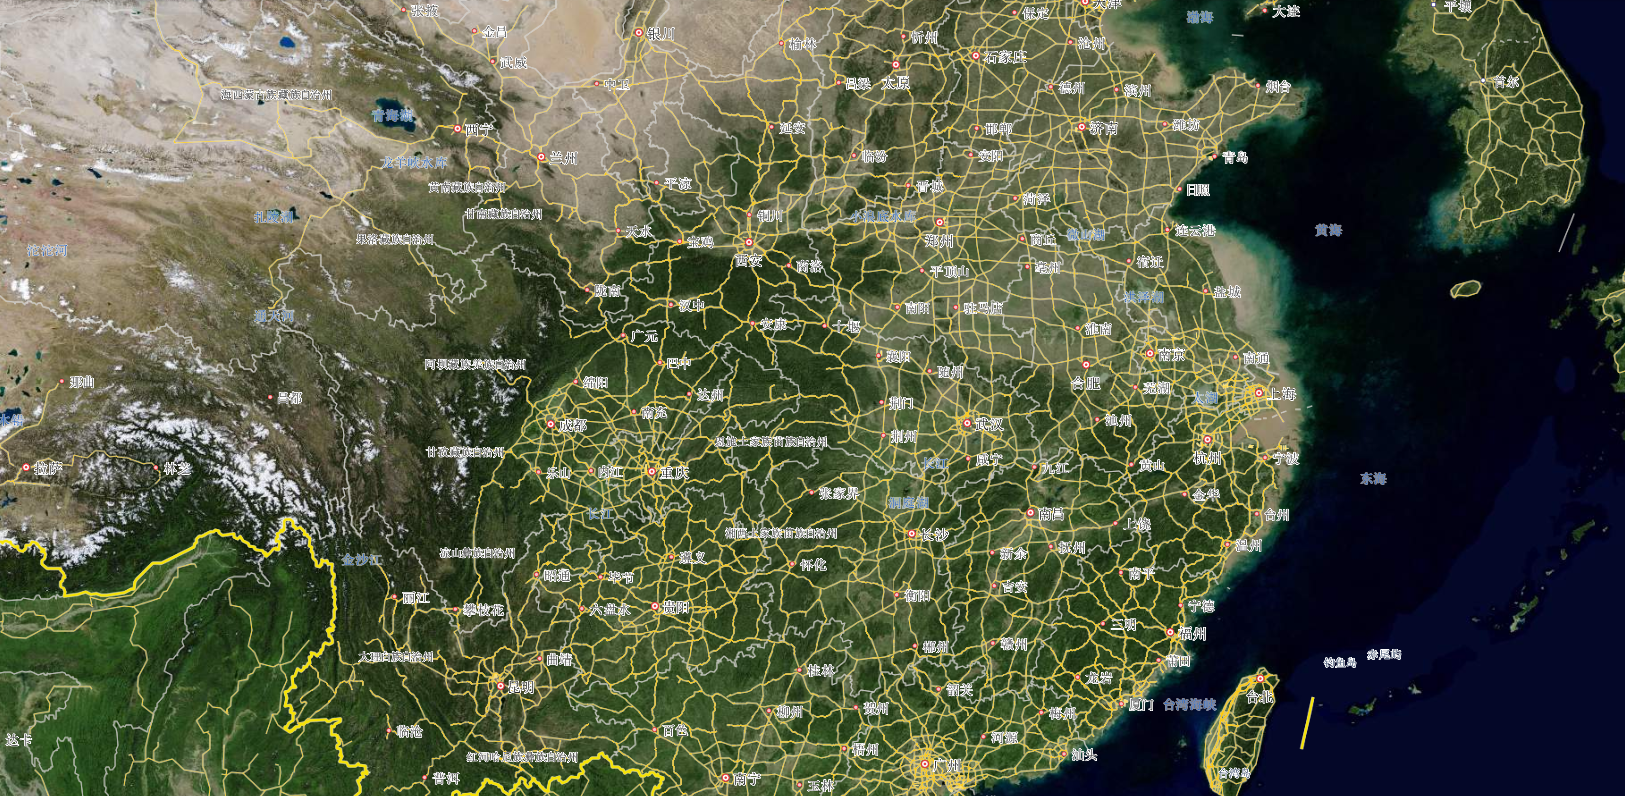 张掖
保定
天津
渤海
大连
平壤
金昌
银川
榆林
忻州
石家庄
沧州
武威
中卫
吕梁
太原
德州
滨州
烟台
首尔
海西蒙古族藏族自治州
青海湖
西宁
延安
邯郸
济南
潍坊
兰州
龙羊峡水库
临汾
安阳
青岛
黄南藏族自治州
平凉
晋城
菏泽
日照
扎陵湖
甘南藏族自治州
铜川
小浪底水库
沱沱河
果洛藏族自治州
天水
宝鸡
西安
郑州
商丘
微山湖
连云港
黄海
商洛
平顶山
亳州
宿迁
陇南
汉中
南阳
驻马店
洪泽湖
盐城
通天河
广元
安康
十堰
淮南
阿坝藏族羌族自治州
巴中
襄阳
随州
合肥
南京
南通
那曲
昌都
绵阳
达州
荆门
芜湖
太湖
上海
成都
南充
武汉
池州
恩施土家族苗族自治州
荆州
甘孜藏族自治州
长江
咸宁
九江
黄山
杭州
宁波
拉萨
林芝
乐山
内江
重庆
张家界
洞庭湖
金华
东海
长江
南昌
上饶
台州
湘西土家族苗族自治州
长沙
金沙江
凉山彝族自治州
遵义
怀化
新余
抚州
温州
昭通
毕节
吉安
南平
丽江
攀枝花
六盘水
贵阳
衡阳
宁德
三明
福州
大理白族自治州
曲靖
桂林
郴州
赣州
莆田
钓鱼岛
赤尾屿
昆明
柳州
贺州
韶关
龙岩
厦门
台湾海峡
台北
达卡
临沧
百色
梧州
河源
梅州
汕头
红河哈尼族彝族自治州
普洱
南宁
玉林
广州
台湾岛